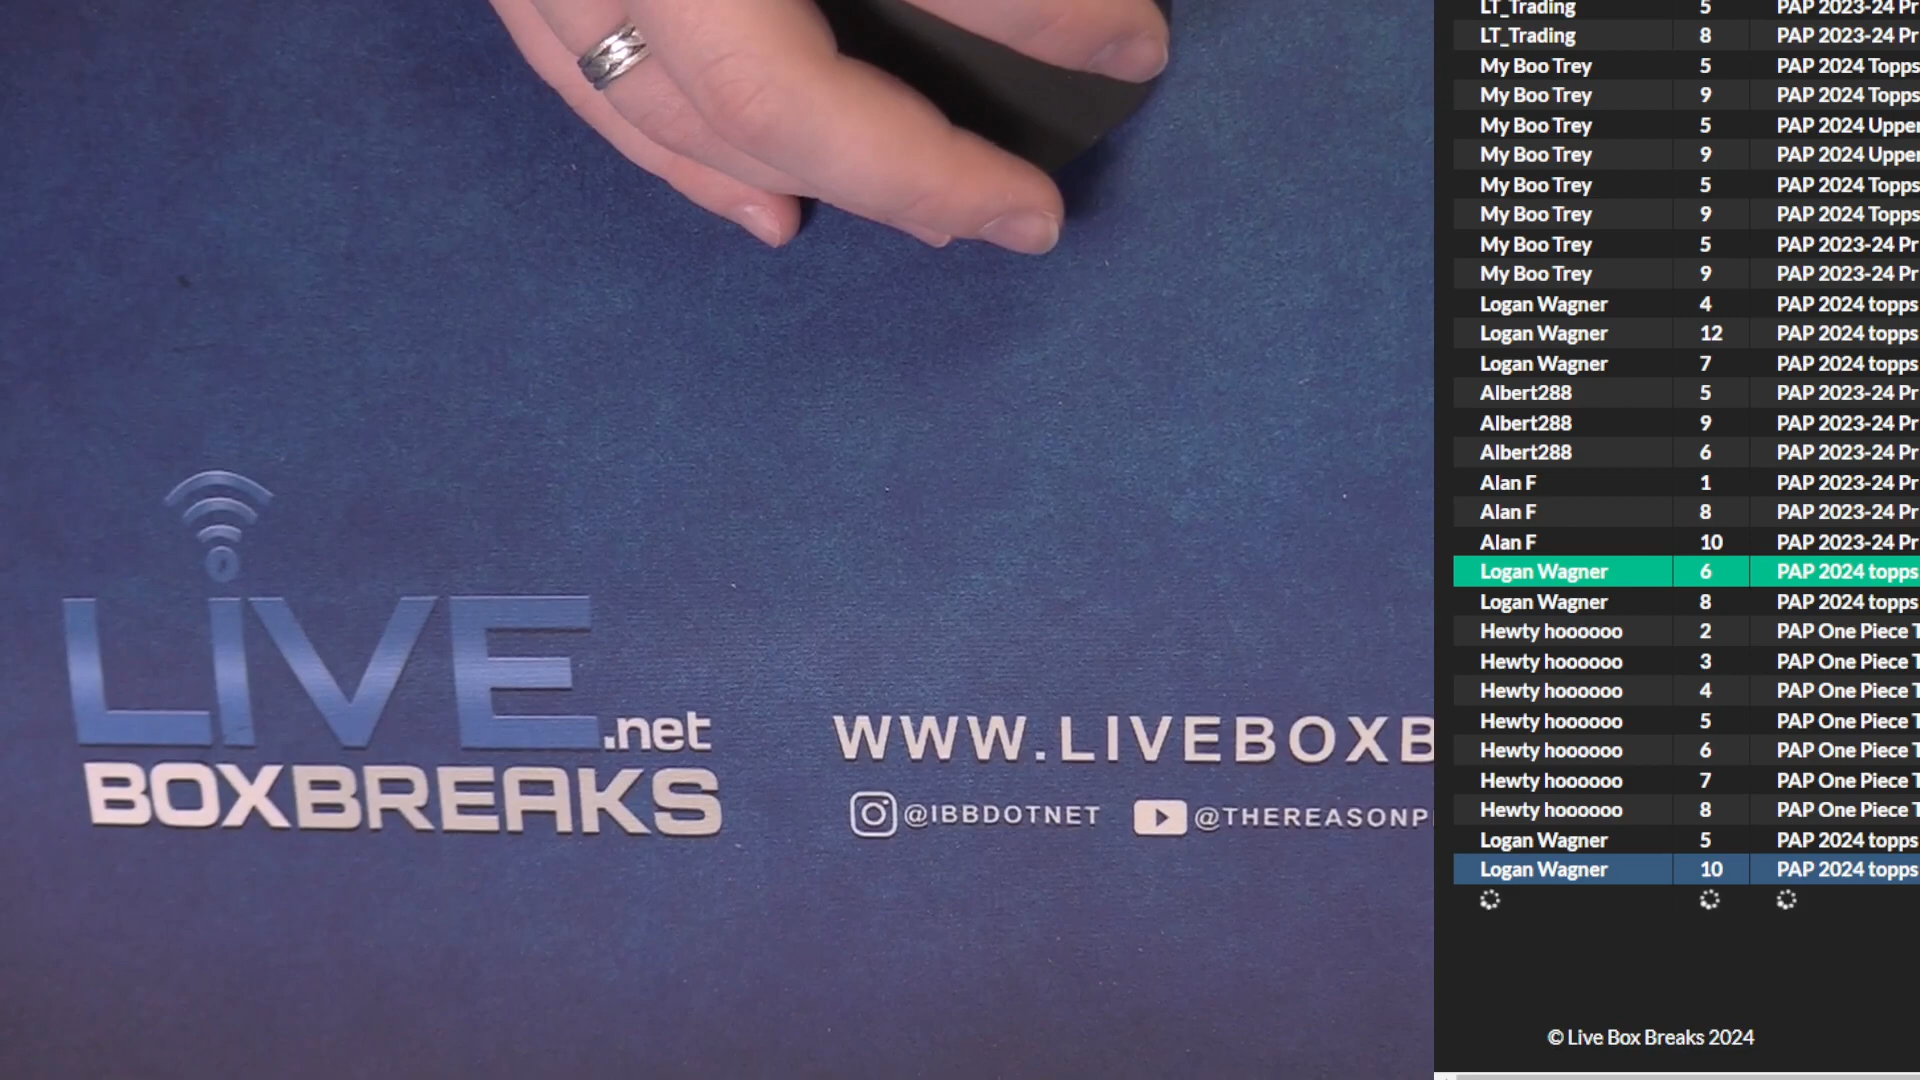 LiVE
.net
BOXBREAKS
WWW.LIVEBOXB
@IBBDOTNET @THEREASONP
LT_Trading 5 PAP 2023-24 Pr
LT_Trading 8 PAP 2023-24 Pr
My Boo Trey 5 PAP 2024 Topps
My Boo Trey 9 PAP 2024 Topps
My Boo Trey 5 PAP 2024 Upper
My Boo Trey 9 PAP 2024 Upper
My Boo Trey 5 PAP 2024 Topps
My Boo Trey 9 PAP 2024 Topps
My Boo Trey 5 PAP 2023-24 Pr
My Boo Trey 9 PAP 2023-24 Pr
Logan Wagner 4 PAP 2024 topps
Logan Wagner 12 PAP 2024 topps
Logan Wagner 7 PAP 2024 topps
Albert288 5 PAP 2023-24 Pr
Albert288 9 PAP 2023-24 Pr
Albert288 6 PAP 2023-24 Pr
Alan F 1 PAP 2023-24 Pr
Alan F 8 PAP 2023-24 Pr
Alan F 10 PAP 2023-24 Pr
Logan Wagner 6 PAP 2024 topps
Logan Wagner 8 PAP 2024 topps
Hewty hoooooo 2 PAP One Piece T
Hewty hoooooo 3 PAP One Piece T
Hewty hoooooo 4 PAP One Piece T
Hewty hoooooo 5 PAP One Piece T
Hewty hoooooo 6 PAP One Piece T
Hewty hoooooo 7 PAP One Piece T
Hewty hoooooo 8 PAP One Piece T
Logan Wagner 5 PAP 2024 topps
Logan Wagner 10 PAP 2024 topps
© Live Box Breaks 2024